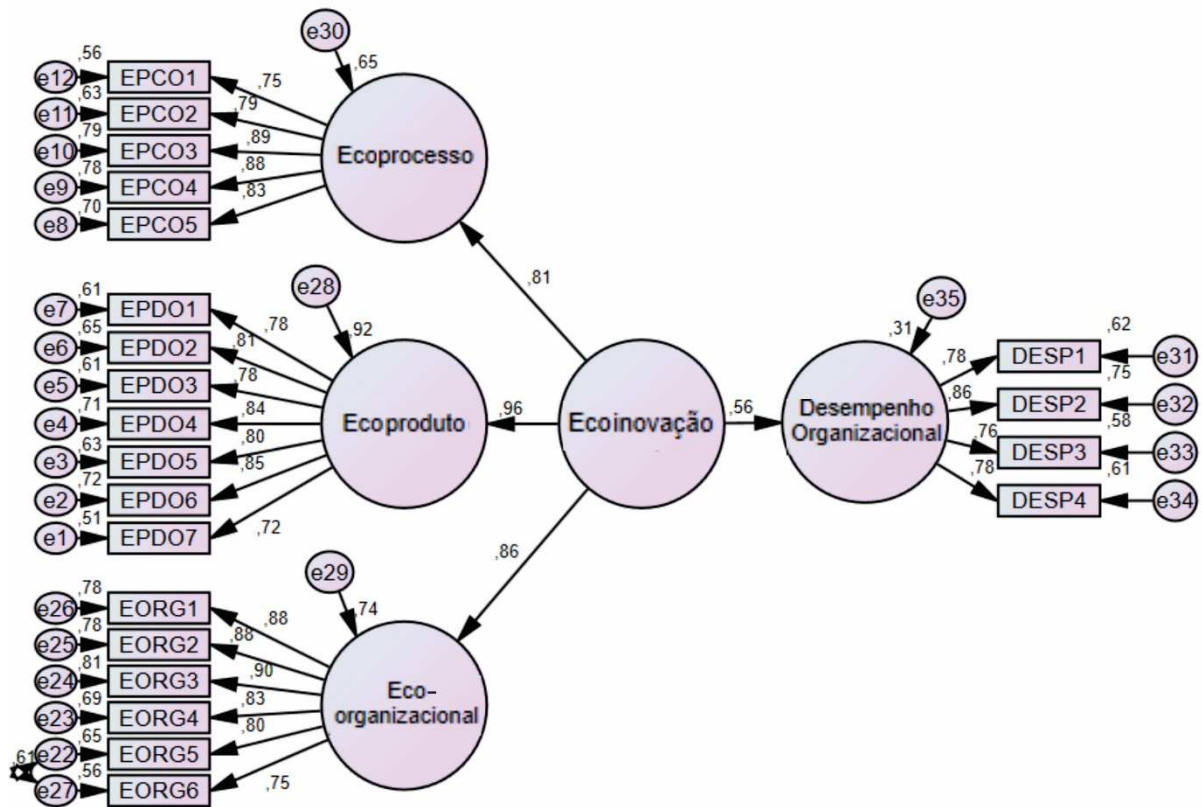 e30
,65
,56
e12
EPCO1
,75
,63
e11
EPCO2
,79
,79
e10
EPCO3
,89
,78
e9
EPCO4
,88
,70
e8
EPCO5
,83
Ecoprocesso
,81
e28
,92
,61
e7
EPDO1
,78
,65
e6
EPDO2
,81
,61
e5
EPDO3
,78
,71
e4
EPDO4
,84
,63
e3
EPDO5
,80
,72
e2
EPDO6
,85
,51
e1
EPDO7
,72
Ecoproduto
,96
Ecoinovação
,56
e35
,31
Desempenho
Organizacional
,78
DESP1
,62
e31
,86
DESP2
,75
e32
,76
DESP3
,58
e33
,78
DESP4
,61
e34
,86
e29
,74
,78
e26
EORG1
,88
,78
e25
EORG2
,88
,81
e24
EORG3
,90
,69
e23
EORG4
,83
,65
e22
EORG5
,80
,61
,56
e27
EORG6
,75
Eco-
organizacional